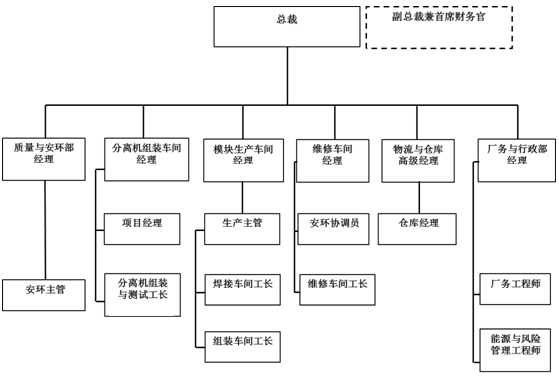 总裁
副总裁兼首席财务官
质量与安环部
经理
分离机组装车间
经理
模块生产车间
经理
维修车间
经理
物流与仓库
高级经理
厂务与行政部
经理
项目经理
生产主管
安环协调员
仓库经理
安环主管
分离机组装
与测试工长
焊接车间工长
维修车间工长
厂务工程师
组装车间工长
能源与风险
管理工程师